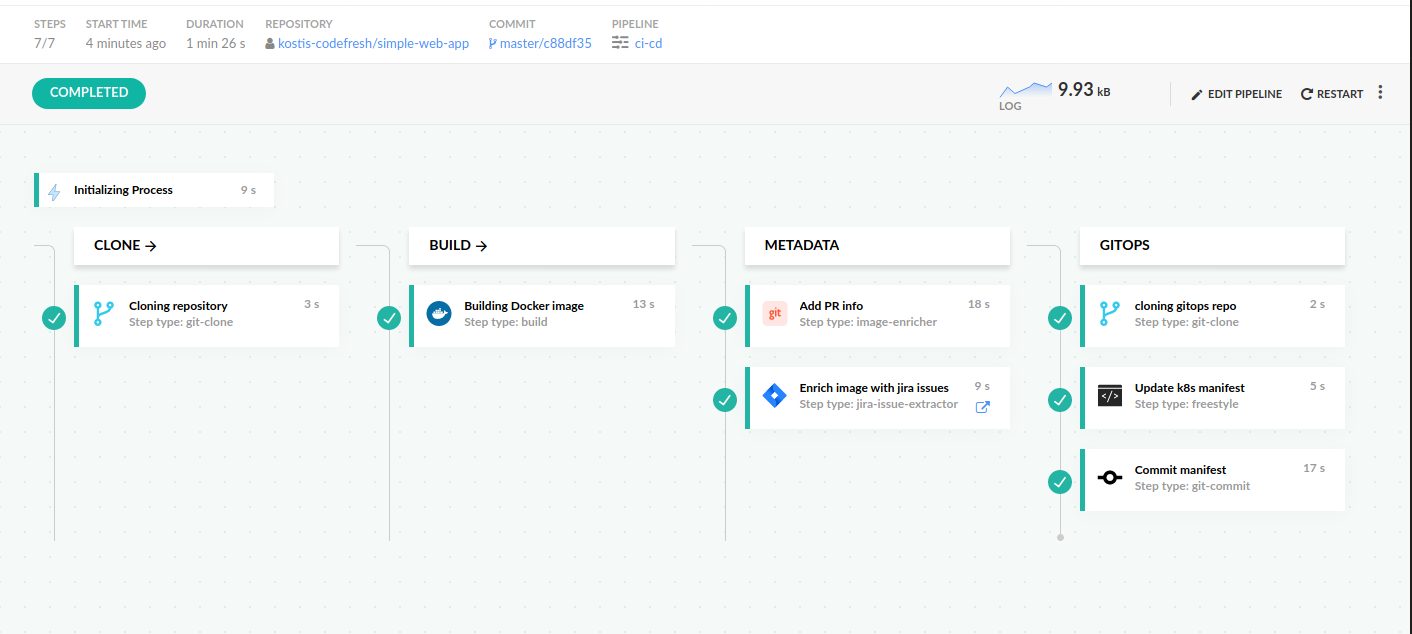 STEPS START TIME DURATION REPOSITORY COMMIT PIPELINE
7/7 4 minutes ago 1 min 26 s kostis-codefresh/simple-web-app master/c88df35 ci-cd
COMPLETED
9.93 kB
LOG
EDIT PIPELINE RESTART
Initializing Process 9 s
CLONE → BUILD → METADATA GITOPS
Cloning repository 3 s
Step type: git-clone
Building Docker image 13 s
Step type: build
git
Add PR info 18 s
Step type: image-enricher
cloning gitops repo 2 s
Step type: git-clone
Enrich image with jira issues 9 s
Step type: jira-issue-extractor
</>
Update k8s manifest 5 s
Step type: freestyle
Commit manifest 17 s
Step type: git-commit